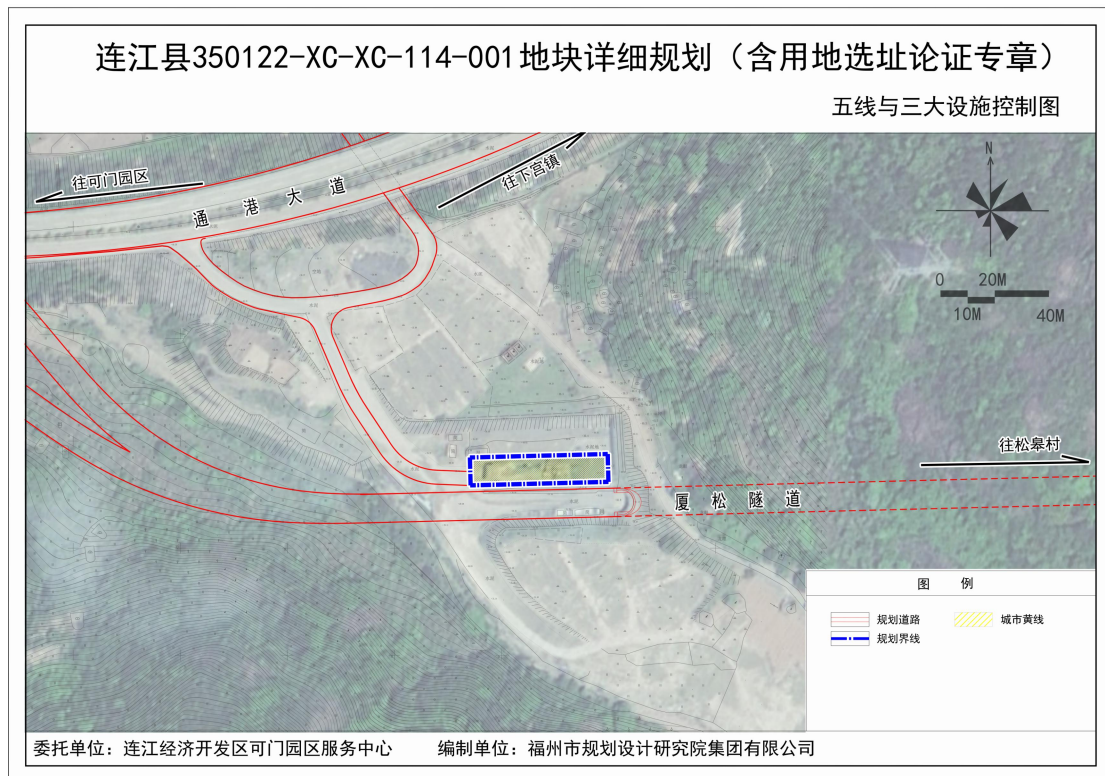 连江县350122-XC-XC-114-001地块详细规划（含用地选址论证专章）
五线与三大设施控制图
往可门园区
往下宫镇
通港大道
N
0 20M
10M 40M
往松皋村
厦松隧道
图 例
规划道路 城市黄线
规划界线
委托单位：连江经济开发区可门园区服务中心 编制单位：福州市规划设计研究院集团有限公司